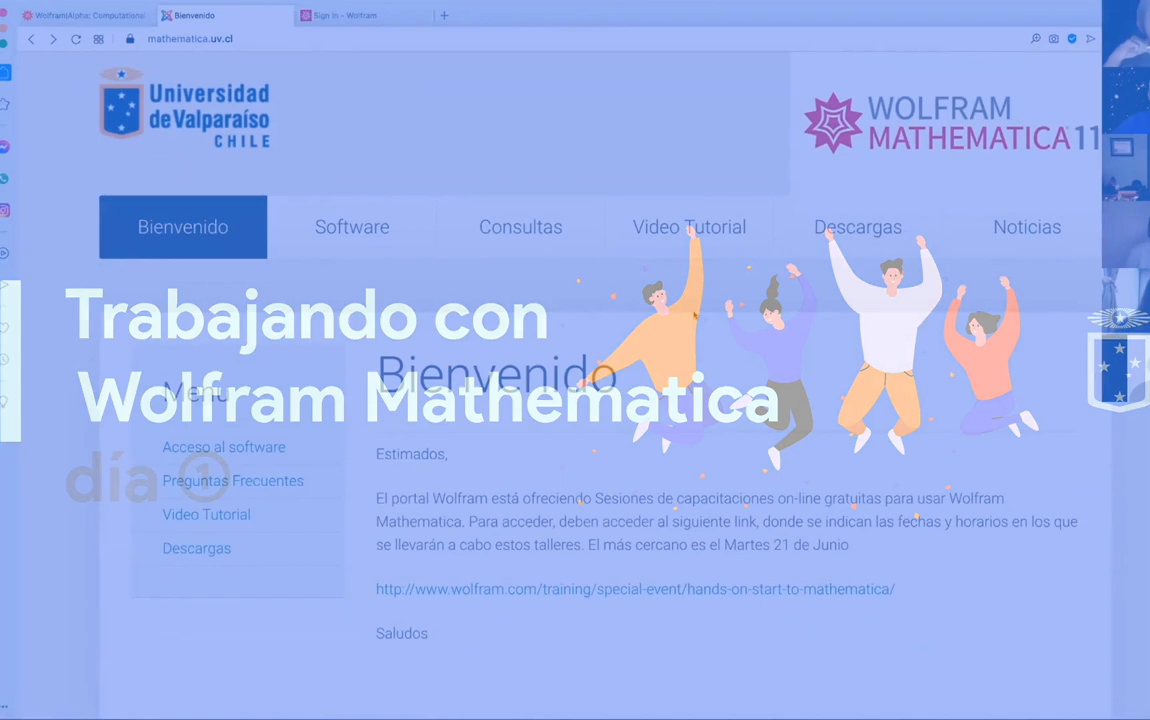 Wolfram|Alpha: Computational
Bienvenido
Sign In – Wolfram
mathematica.uv.cl
Universidad
de Valparaíso
CHILE
WOLFRAM
MATHEMATICA 11
Bienvenido
Software
Consultas
Video Tutorial
Descargas
Noticias
Trabajando con
Wolfram Mathematica
día 1
Menú
Acceso al software
Preguntas Frecuentes
Video Tutorial
Descargas
Bienvenido
Estimados,
El portal Wolfram está ofreciendo Sesiones de capacitaciones on-line gratuitas para usar Wolfram
Mathematica. Para acceder, deben acceder al siguiente link, donde se indican las fechas y horarios en los que
se llevarán a cabo estos talleres. El más cercano es el Martes 21 de Junio
http://www.wolfram.com/training/special-event/hands-on-start-to-mathematica/
Saludos